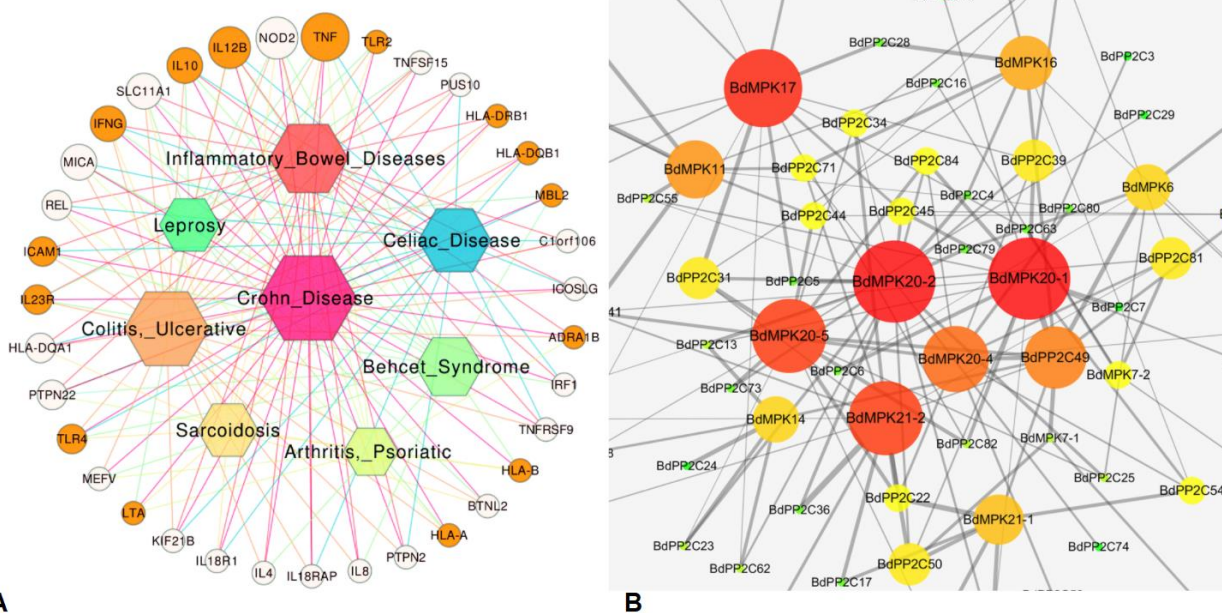 TNF
NOD2
TLR2
IL12B
TNFSF15
IL10
PUS10
SLC11A1
HLA-DRB1
IFNG
HLA-DQB1
MICA
MBL2
REL
C1orf106
ICAM1
ICOSLG
IL23R
ADRA1B
HLA-DQA1
IRF1
PTPN22
TNFRSF9
TLR4
HLA-B
MEFV
BTNL2
LTA
HLA-A
KIF21B
PTPN2
IL18R1
IL8
IL4
IL18RAP
Inflammatory_Bowel_Diseases
Leprosy
Celiac_Disease
Crohn_Disease
Colitis,_Ulcerative
Behcet_Syndrome
Sarcoidosis
Arthritis,_Psoriatic
A
BdPP2C28
BdMPK16
BdPP2C3
BdMPK17
BdPP2C16
BdPP2C29
BdPP2C34
BdPP2C84
BdPP2C39
BdMPK11
BdPP2C71
BdMPK6
BdPP2C55
BdPP2C4
BdPP2C80
BdPP2C44
BdPP2C45
BdPP2C63
BdPP2C79
BdPP2C81
BdPP2C31
BdPP2C5
BdMPK20-2
BdMPK20-1
BdPP2C7
41
BdMPK20-5
BdPP2C13
BdMPK20-4
BdPP2C49
BdPP2C6
BdMPK7-2
BdPP2C73
BdMPK14
BdMPK21-2
BdPP2C82
BdMPK7-1
BdPP2C24
BdPP2C25
BdPP2C22
BdPP2C54
BdPP2C36
BdMPK21-1
BdPP2C23
BdPP2C74
BdPP2C62
BdPP2C50
BdPP2C17
B